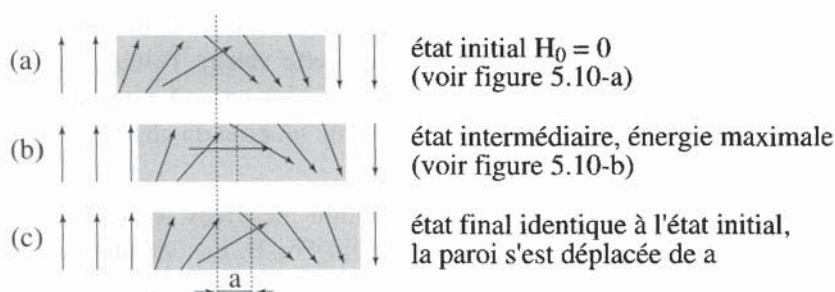 (a)
état initial H₀ = 0
(voir figure 5.10-a)
(b)
état intermédiaire, énergie maximale
(voir figure 5.10-b)
(c)
état final identique à l'état initial,
la paroi s'est déplacée de a
a